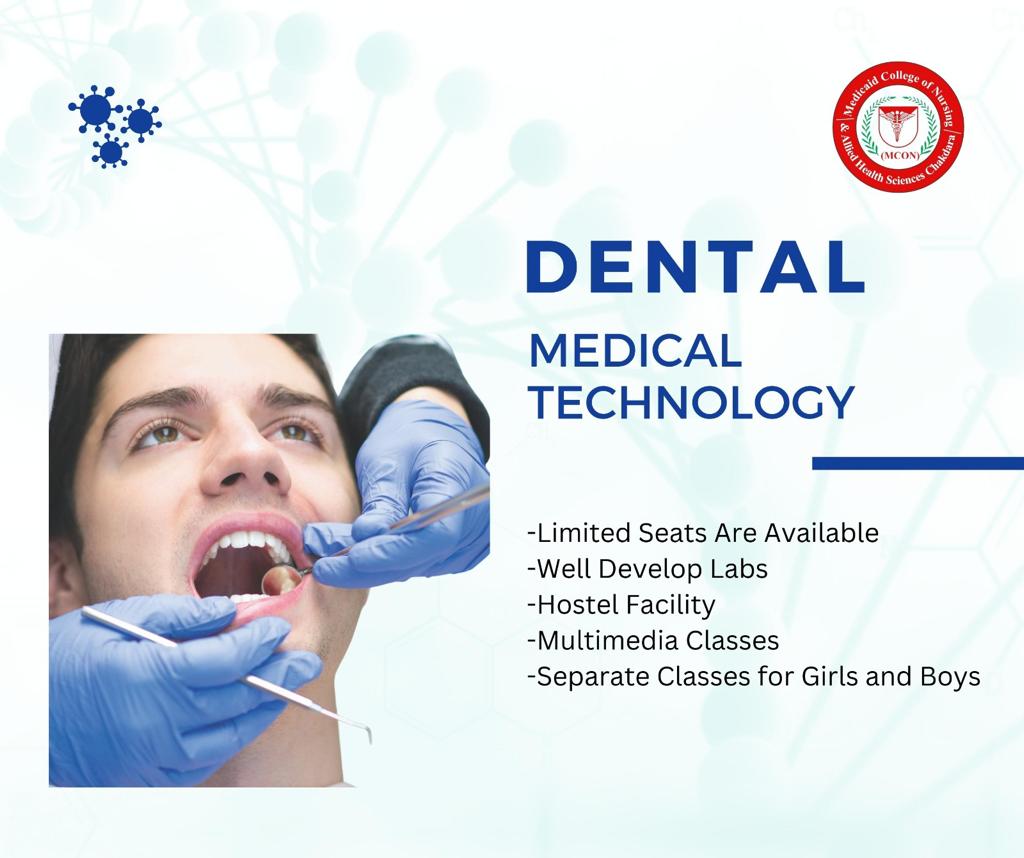 Medicaid College of Nursing
& Allied Health Sciences Chakdara
(MCON)
DENTAL
MEDICAL
TECHNOLOGY
-Limited Seats Are Available
-Well Develop Labs
-Hostel Facility
-Multimedia Classes
-Separate Classes for Girls and Boys